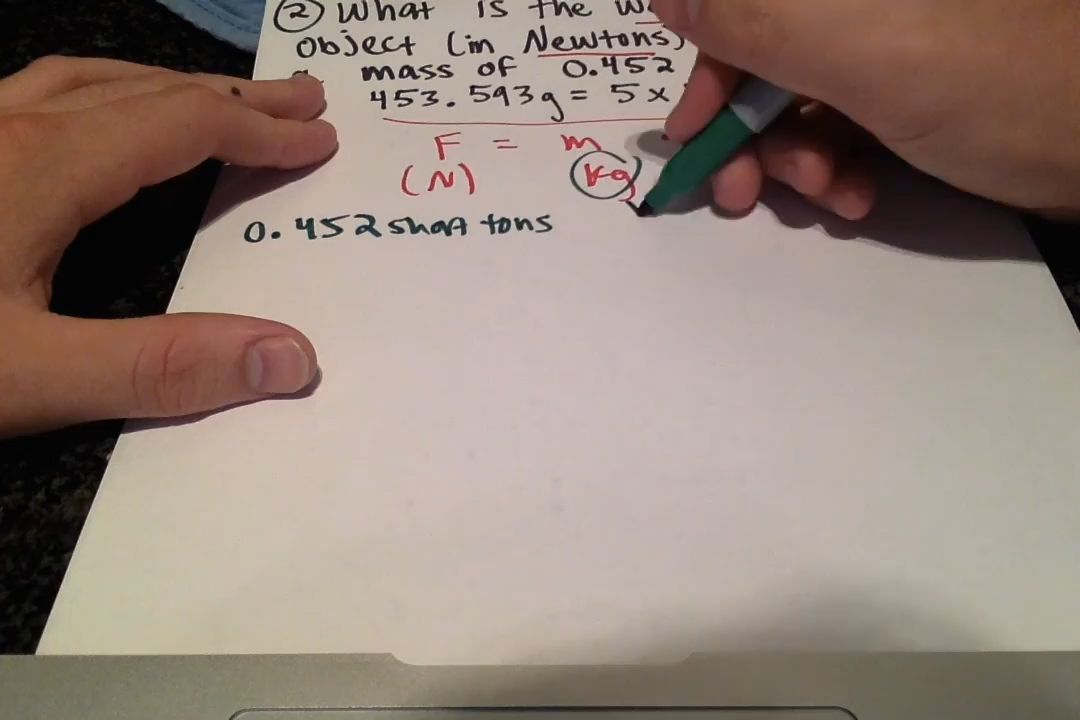 ② What is the
Object (in Newtons)
a mass of 0.452
453.593g = 5 x
F = m
(N) (kg)
0.452 short tons